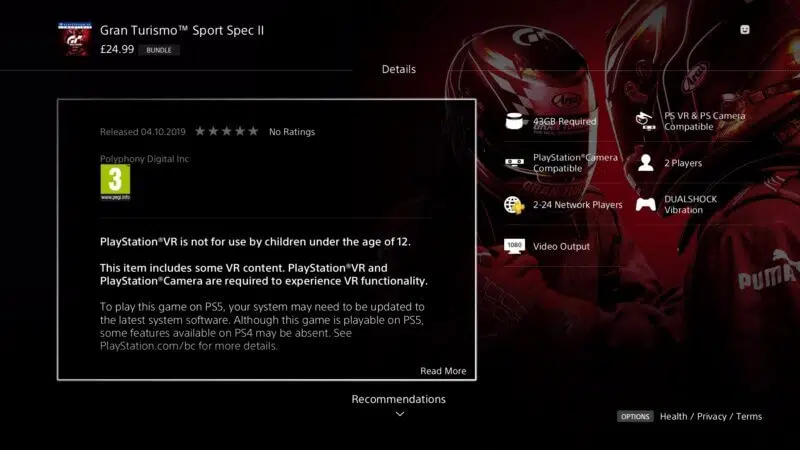 Gran Turismo™ Sport Spec II
£24.99 BUNDLE
Details
Released 04.10.2019 No Ratings
Polyphony Digital Inc
3
www.pegi.info
PlayStation®VR is not for use by children under the age of 12.
This item includes some VR content. PlayStation®VR and
PlayStation®Camera are required to experience VR functionality.
To play this game on PS5, your system may need to be updated to
the latest system software. Although this game is playable on PS5,
some features available on PS4 may be absent. See
PlayStation.com/bc for more details.
Read More
43GB Required
PS VR & PS Camera
Compatible
PlayStation®Camera
Compatible
2 Players
2-24 Network Players
DUALSHOCK
Vibration
1080
Video Output
Arai
Arai
PUMA
Recommendations
OPTIONS Health / Privacy / Terms